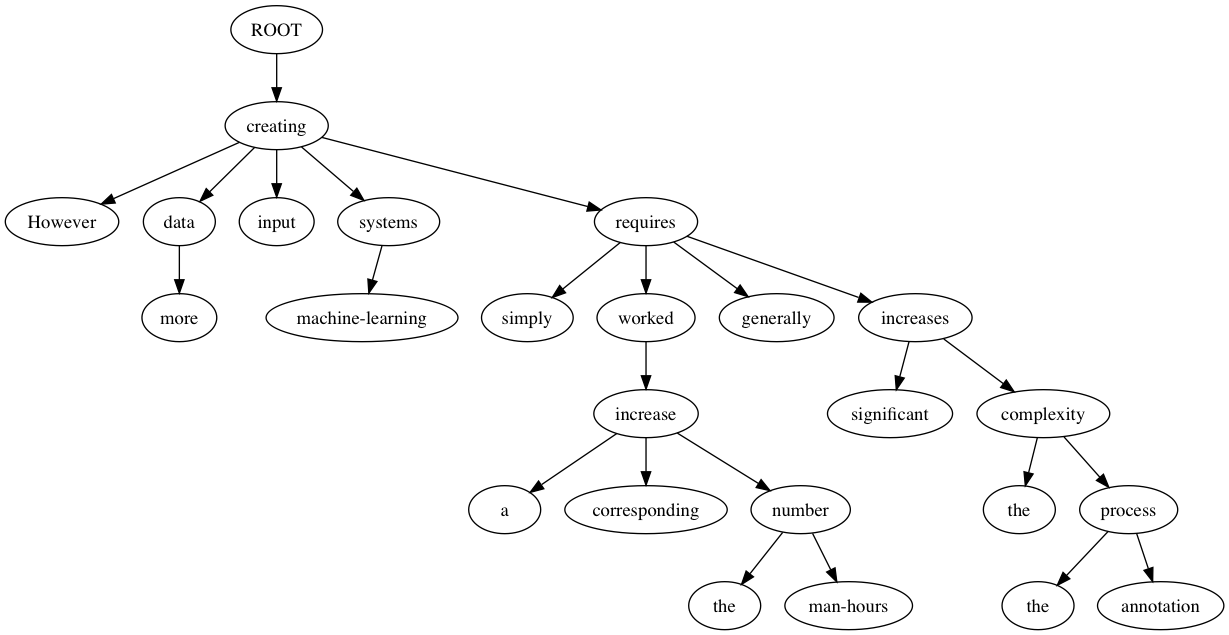 ROOT
creating
However data input systems requires
more machine-learning simply worked generally increases
increase significant complexity
a corresponding number the process
the man-hours the annotation